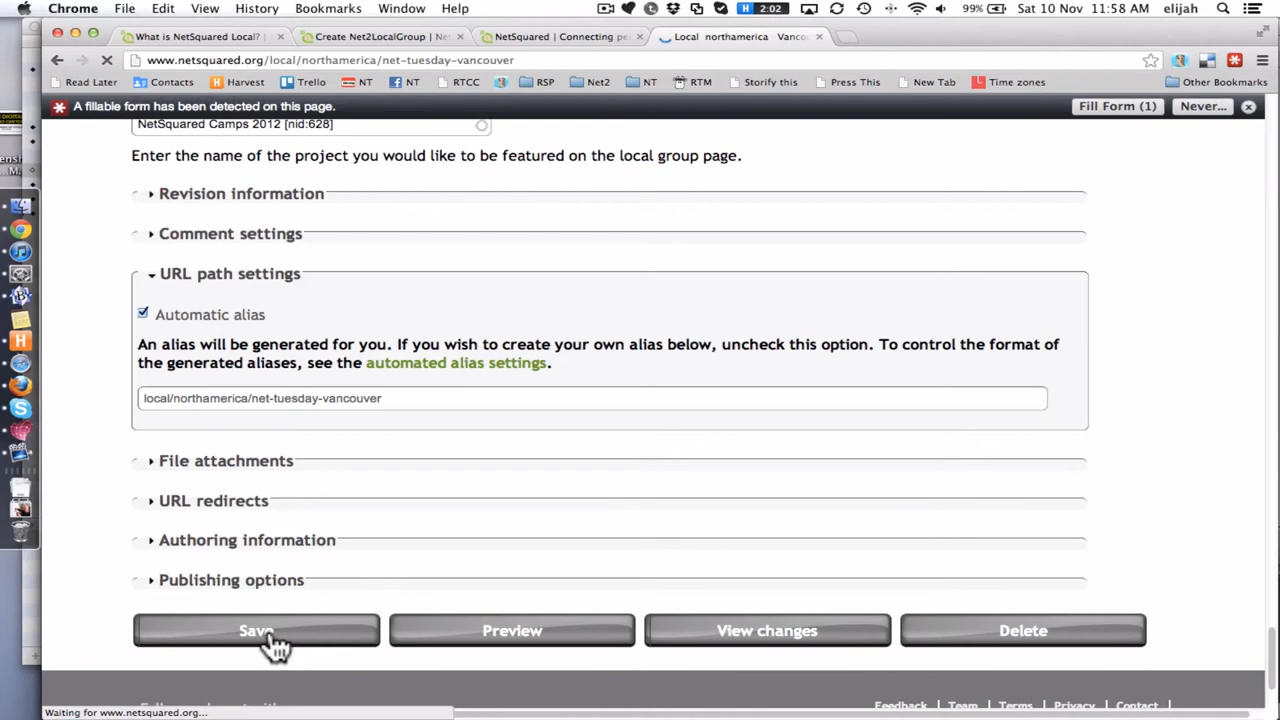 Chrome File Edit View History Bookmarks Window Help 2:02 99% Sat 10 Nov 11:58 AM elijah
What is NetSquared Local? Create Net2LocalGroup | NetSquared | Connecting pe Local northamerica Vanco
www.netsquared.org/local/northamerica/net-tuesday-vancouver
Read Later Contacts Harvest Trello NT NT RTCC RSP Net2 NT RTM Storify this Press This New Tab Time zones Other Bookmarks
A fillable form has been detected on this page. Fill Form (1) Never...
NetSquared Camps 2012 [nid:628]
Enter the name of the project you would like to be featured on the local group page.
Revision information
Comment settings
URL path settings
Automatic alias
An alias will be generated for you. If you wish to create your own alias below, uncheck this option. To control the format of
the generated aliases, see the automated alias settings.
local/northamerica/net-tuesday-vancouver
File attachments
URL redirects
Authoring information
Publishing options
Save Preview View changes Delete
Feedback Team Terms Privacy Contact
Waiting for www.netsquared.org...